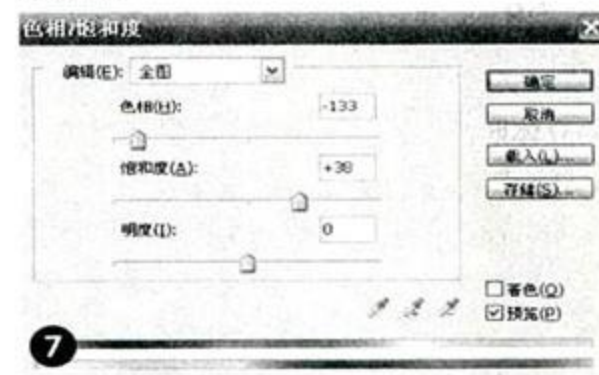 色相/饱和度
编辑(E): 全图
色相(H): -133
饱和度(A): +38
明度(I): 0
确定
取消
载入(L)...
存储(S)...
着色(O)
预览(P)
7